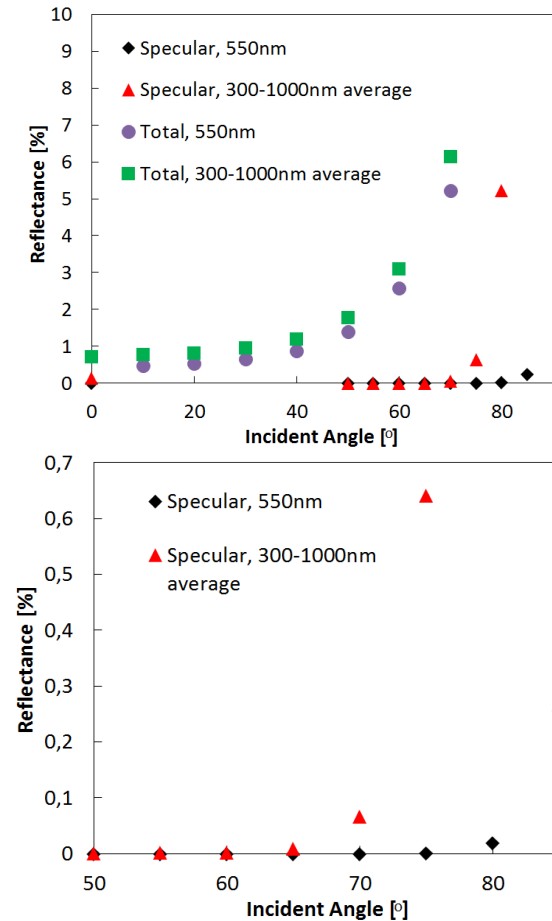 10
9
8
7
6
5
4
3
2
1
0
Reflectance [%]
Specular, 550nm
Specular, 300-1000nm average
Total, 550nm
Total, 300-1000nm average
0 20 40 60 80
Incident Angle [º]
0,7
0,6
0,5
0,4
0,3
0,2
0,1
0
Reflectance [%]
Specular, 550nm
Specular, 300-1000nm
average
50 60 70 80
Incident Angle [º]